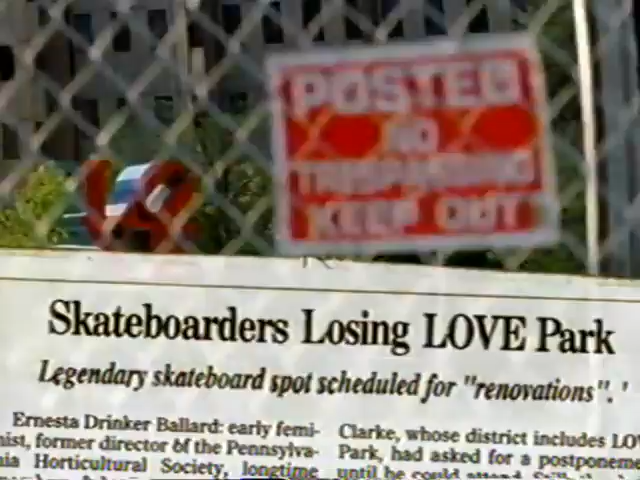 POSTED
NO
TRESPASSING
KEEP OUT
Skateboarders Losing LOVE Park
Legendary skateboard spot scheduled for "renovations".
Ernesta Drinker Ballard: early femi-
nist, former director of the Pennsylva-
nia Horticultural Society, longtime
Clarke, whose district includes LO
Park, had asked for a postponeme
until he could attend.